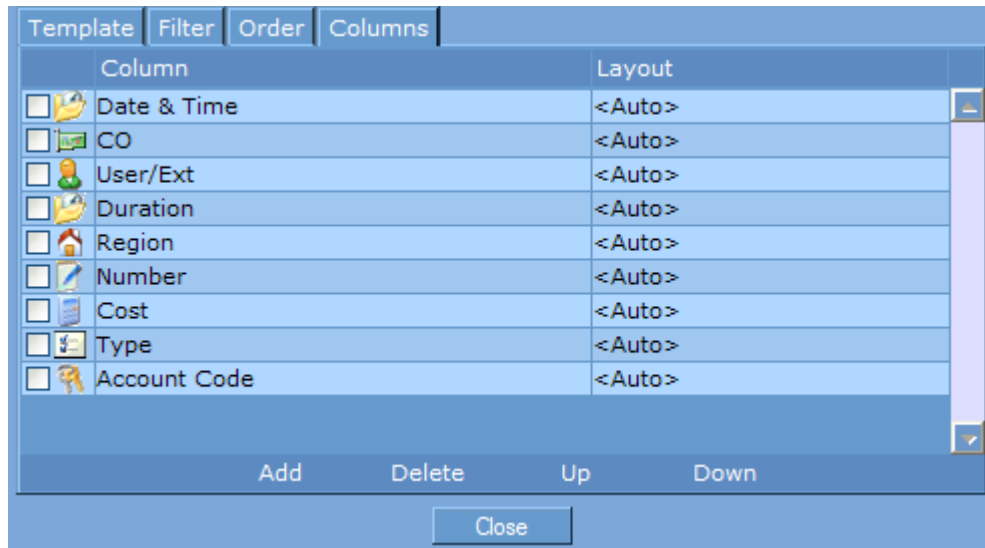 Template Filter Order Columns
Column Layout
Date & Time <Auto>
CO <Auto>
User/Ext <Auto>
Duration <Auto>
Region <Auto>
Number <Auto>
Cost <Auto>
Type <Auto>
Account Code <Auto>
Add Delete Up Down
Close